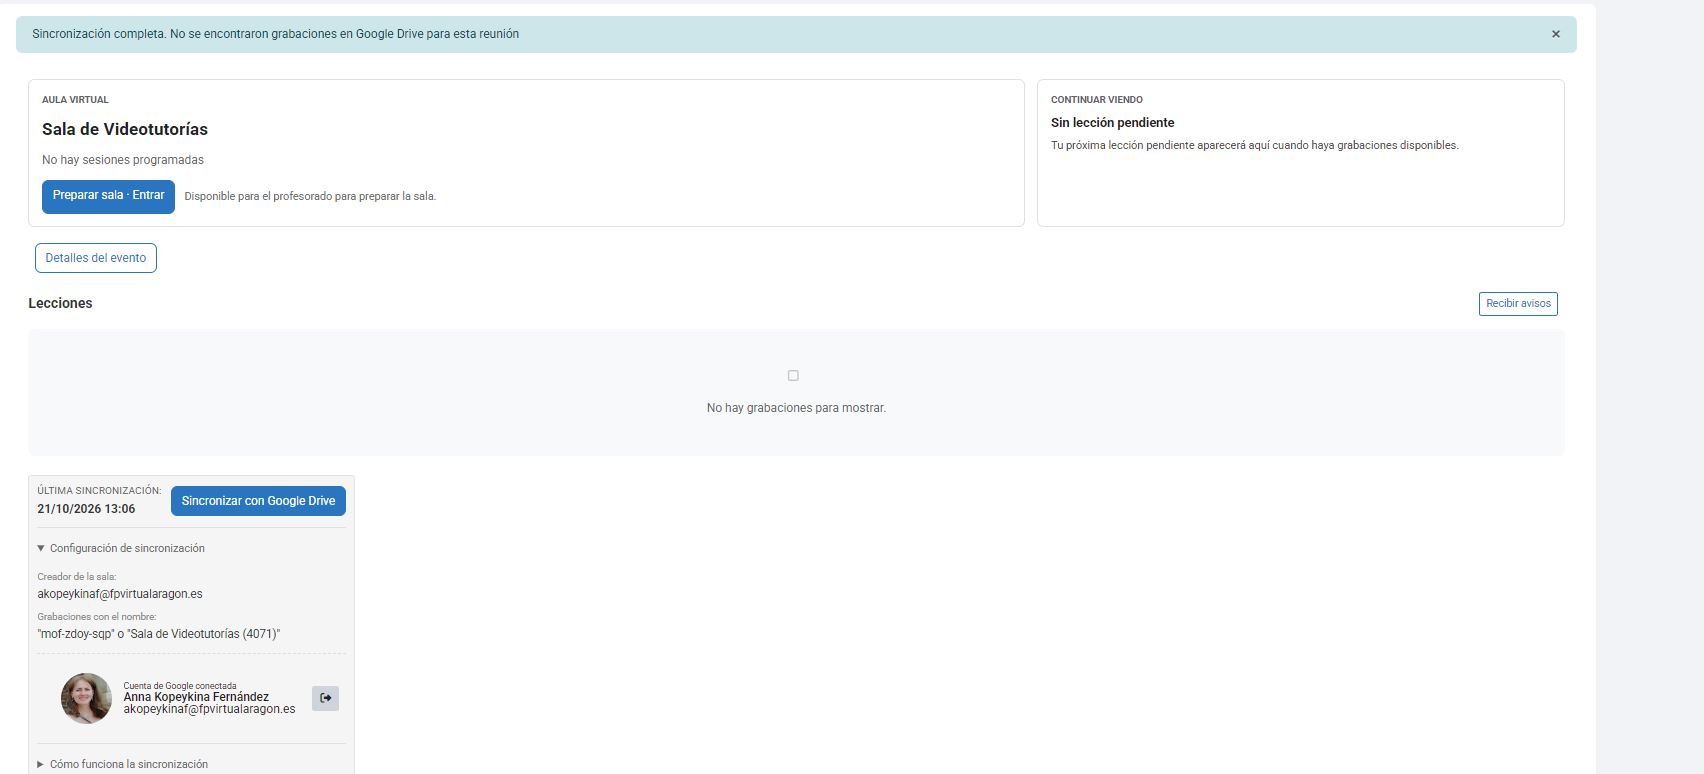 Sincronización completa. No se encontraron grabaciones en Google Drive para esta reunión
×
AULA VIRTUAL
Sala de Videotutorías
No hay sesiones programadas
Preparar sala · Entrar
Disponible para el profesorado para preparar la sala.
CONTINUAR VIENDO
Sin lección pendiente
Tu próxima lección pendiente aparecerá aquí cuando haya grabaciones disponibles.
Detalles del evento
Lecciones
Recibir avisos
No hay grabaciones para mostrar.
ÚLTIMA SINCRONIZACIÓN:
21/10/2026 13:06
Sincronizar con Google Drive
▼ Configuración de sincronización
Creador de la sala:
akopeykinaf@fpvirtualaragon.es
Grabaciones con el nombre:
"mof-zdoy-sqp" o "Sala de Videotutorías (4071)"
Cuenta de Google conectada
Anna Kopeykina Fernández
akopeykinaf@fpvirtualaragon.es
▶ Cómo funciona la sincronización